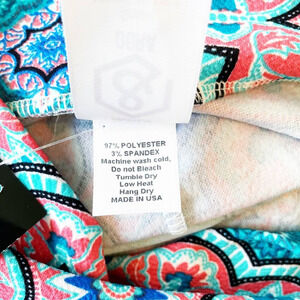 97% POLYESTER
3% SPANDEX
Machine wash cold,
Do not Bleach
Tumble Dry
Low Heat
Hang Dry
MADE IN USA